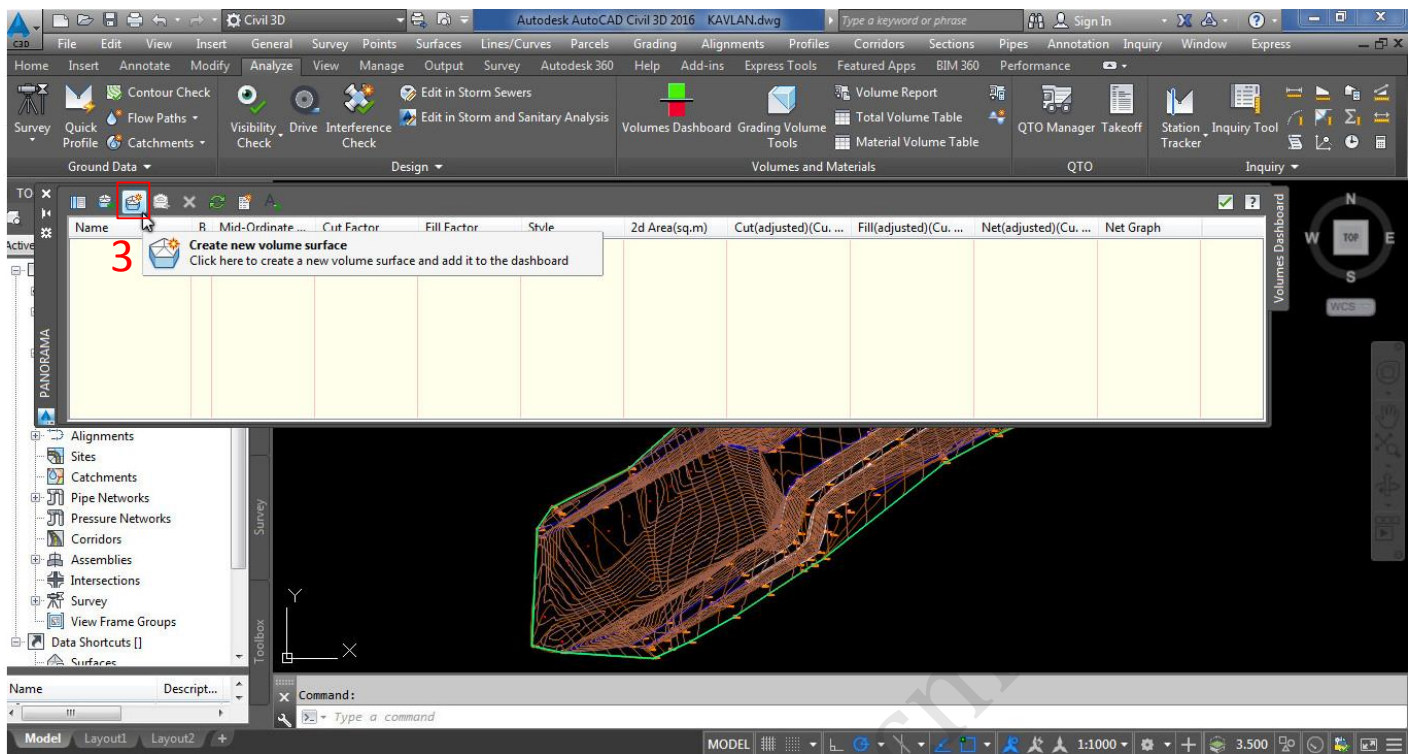 Civil 3D
Autodesk AutoCAD Civil 3D 2016 KAVLAN.dwg
Type a keyword or phrase
Sign In
C3D
File Edit View Insert General Survey Points Surfaces Lines/Curves Parcels Grading Alignments Profiles Corridors Sections Pipes Annotation Inquiry Window Express
Home Insert Annotate Modify Analyze View Manage Output Survey Autodesk 360 Help Add-ins Express Tools Featured Apps BIM 360 Performance
Survey
Quick Profile
Contour Check
Flow Paths
Catchments
Visibility Check
Drive
Interference Check
Edit in Storm Sewers
Edit in Storm and Sanitary Analysis
Volumes Dashboard
Grading Volume Tools
Volume Report
Total Volume Table
Material Volume Table
QTO Manager
Takeoff
Station Tracker
Inquiry Tool
Ground Data
Design
Volumes and Materials
QTO
Inquiry
TO
Active
PANORAMA
Name B Mid-Ordinate ... Cut Factor Fill Factor Style 2d Area(sq.m) Cut(adjusted)(Cu. ... Fill(adjusted)(Cu. ... Net(adjusted)(Cu. ... Net Graph
3
Create new volume surface
Click here to create a new volume surface and add it to the dashboard
Volumes Dashboard
N
W TOP E
S
WCS
Alignments
Sites
Catchments
Pipe Networks
Pressure Networks
Corridors
Assemblies
Intersections
Survey
View Frame Groups
Data Shortcuts []
Surfaces
Survey
Toolbox
Y
X
Name Descript...
Command:
Type a command
Model Layout1 Layout2 +
MODEL
1:1000
3.500